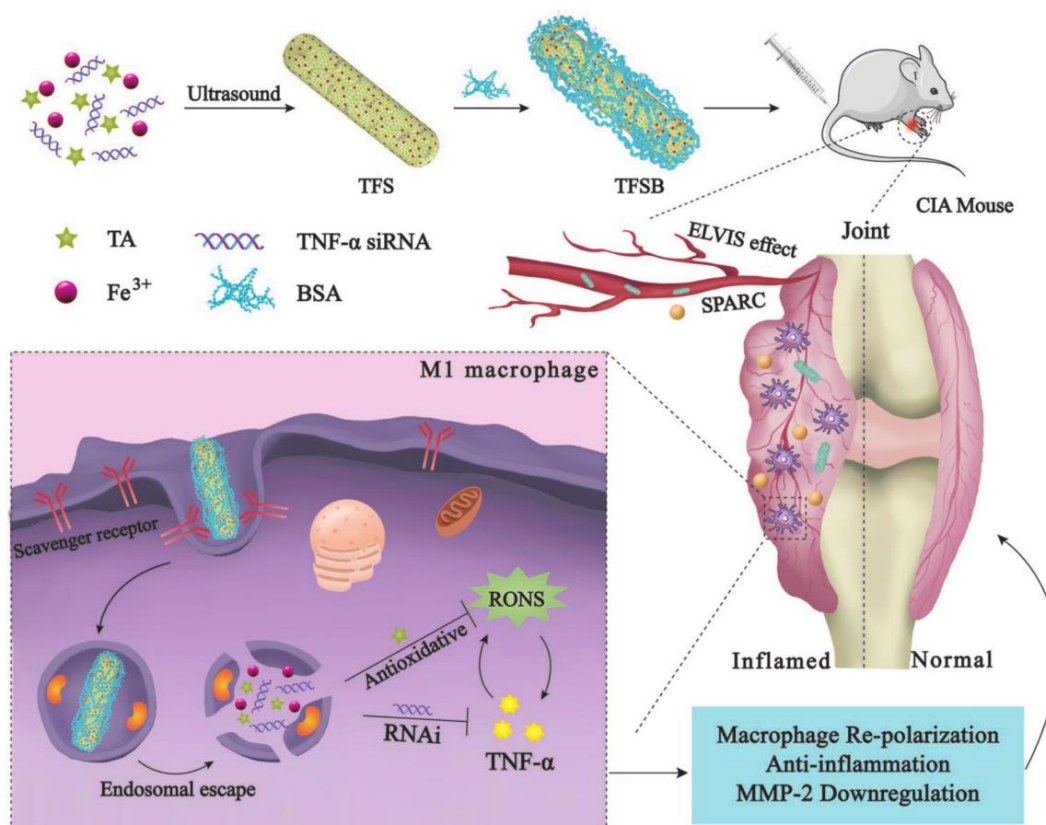 Ultrasound
TFS
TFSB
CIA Mouse
TA
TNF-α siRNA
Fe³⁺
BSA
ELVIS effect
SPARC
Joint
M1 macrophage
Scavenger receptor
RONS
Antioxidative
RNAi
TNF-α
Endosomal escape
Inflamed
Normal
Macrophage Re-polarization
Anti-inflammation
MMP-2 Downregulation